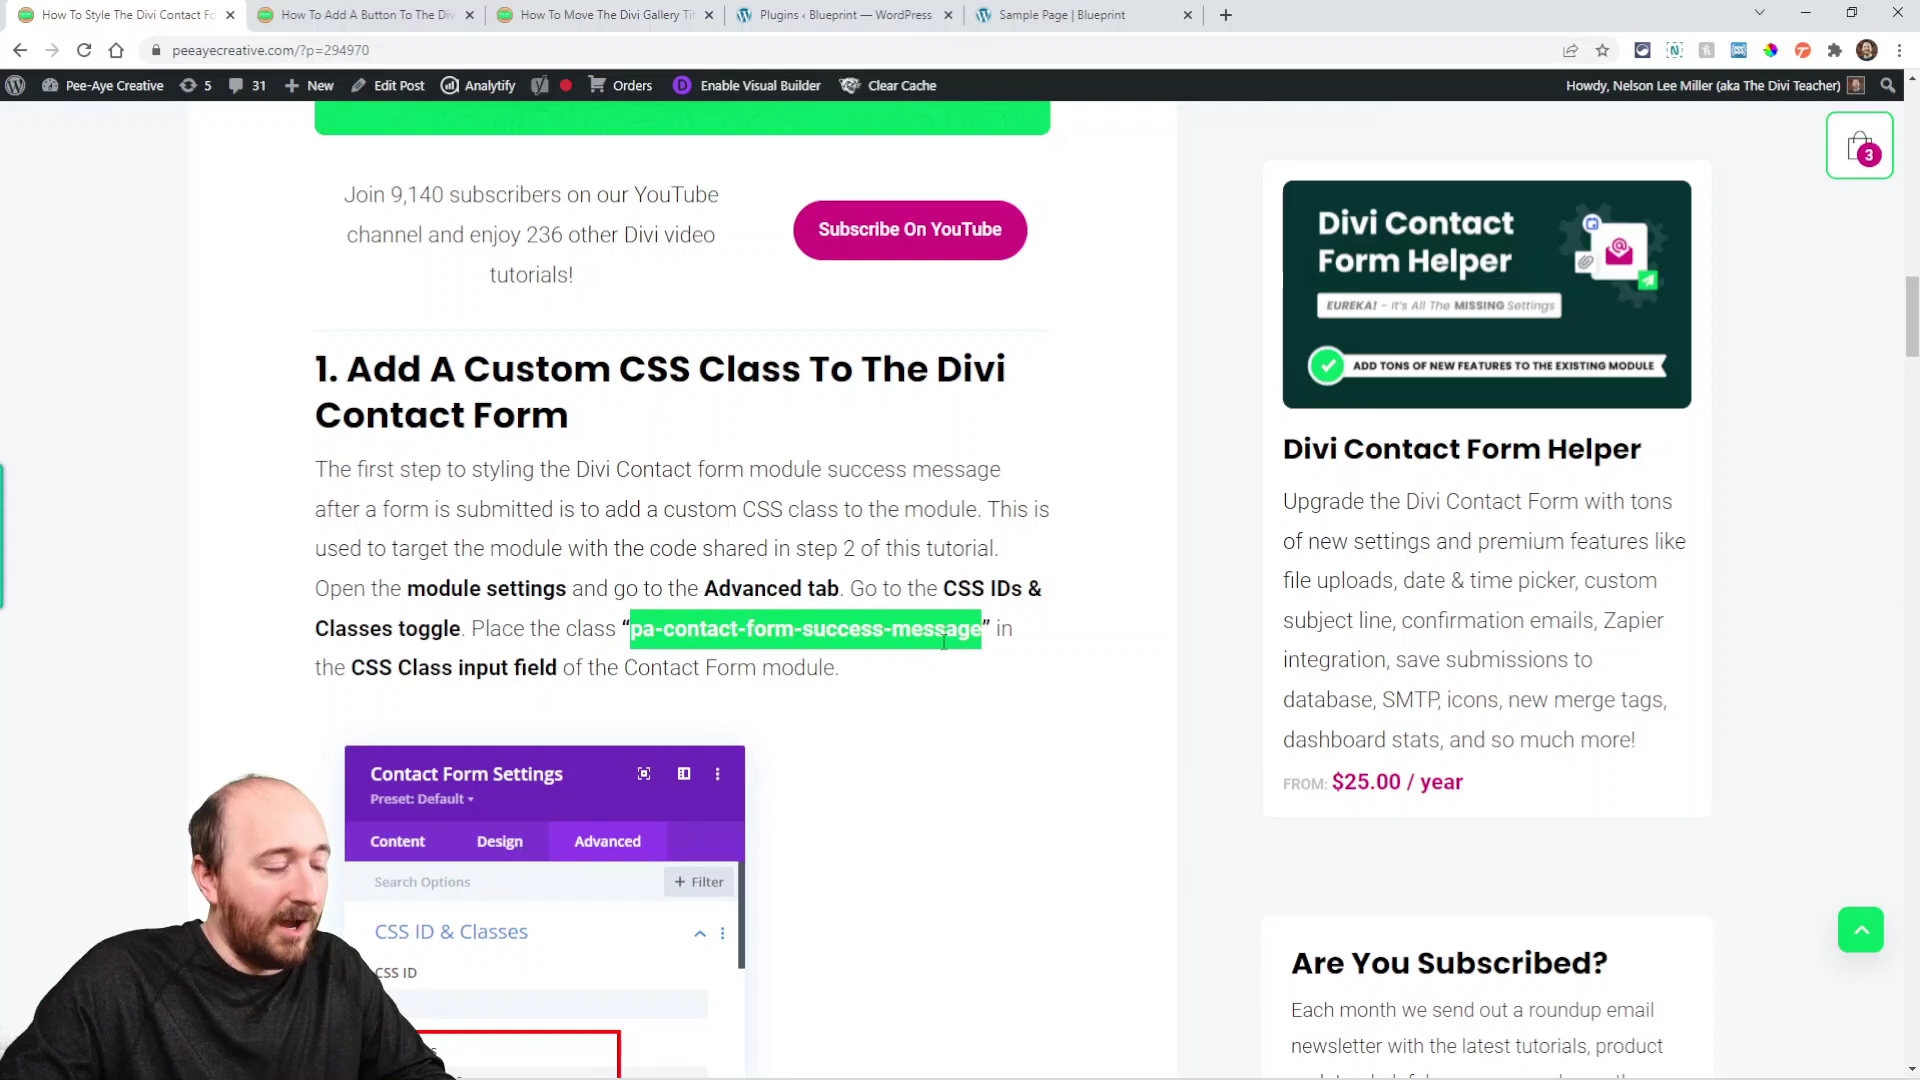 How To Style The Divi Contact Fo
How To Add A Button To The Div
How To Move The Divi Gallery Tit
Plugins ‹ Blueprint — WordPress
Sample Page | Blueprint
peeayecreative.com/?p=294970
Pee-Aye Creative
5
31
New
Edit Post
Analytify
Orders
Enable Visual Builder
Clear Cache
Howdy, Nelson Lee Miller (aka The Divi Teacher)
3
Join 9,140 subscribers on our YouTube
channel and enjoy 236 other Divi video
tutorials!
Subscribe On YouTube
1. Add A Custom CSS Class To The Divi
Contact Form
The first step to styling the Divi Contact form module success message
after a form is submitted is to add a custom CSS class to the module. This is
used to target the module with the code shared in step 2 of this tutorial.
Open the module settings and go to the Advanced tab. Go to the CSS IDs &
Classes toggle. Place the class “pa-contact-form-success-message” in
the CSS Class input field of the Contact Form module.
Contact Form Settings
Preset: Default
Content
Design
Advanced
Search Options
+ Filter
CSS ID & Classes
CSS ID
Divi Contact
Form Helper
EUREKA! - It's All The MISSING Settings
ADD TONS OF NEW FEATURES TO THE EXISTING MODULE
Divi Contact Form Helper
Upgrade the Divi Contact Form with tons
of new settings and premium features like
file uploads, date & time picker, custom
subject line, confirmation emails, Zapier
integration, save submissions to
database, SMTP, icons, new merge tags,
dashboard stats, and so much more!
FROM: $25.00 / year
Are You Subscribed?
Each month we send out a roundup email
newsletter with the latest tutorials, product